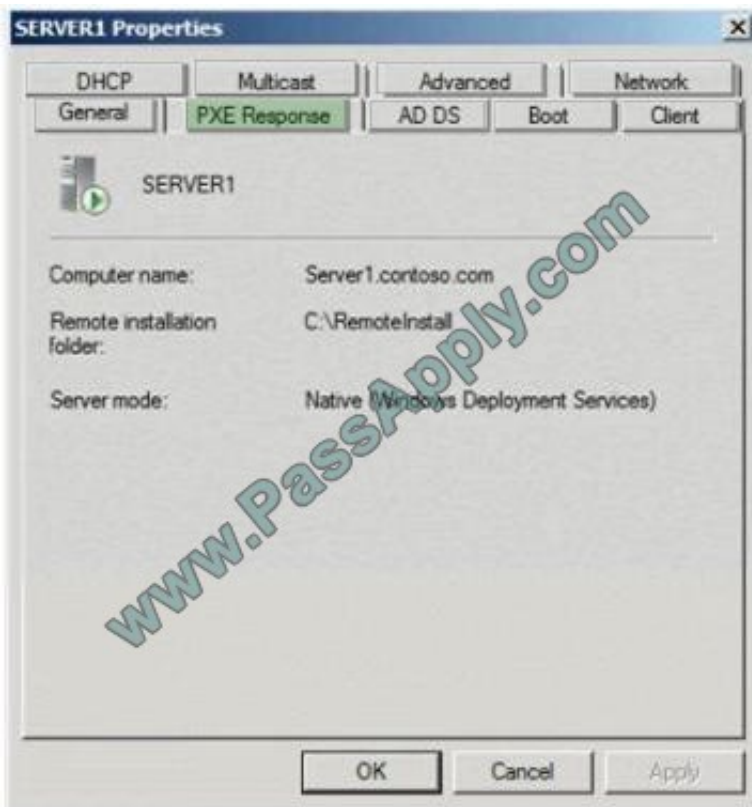 SERVER1 Properties
DHCP Multicast Advanced Network
General PXE Response AD DS Boot Client
SERVER1
Computer name: Server1.contoso.com
Remote installation folder: C:\RemoteInstall
Server mode: Native (Windows Deployment Services)
www.PassApply.com
OK Cancel Apply